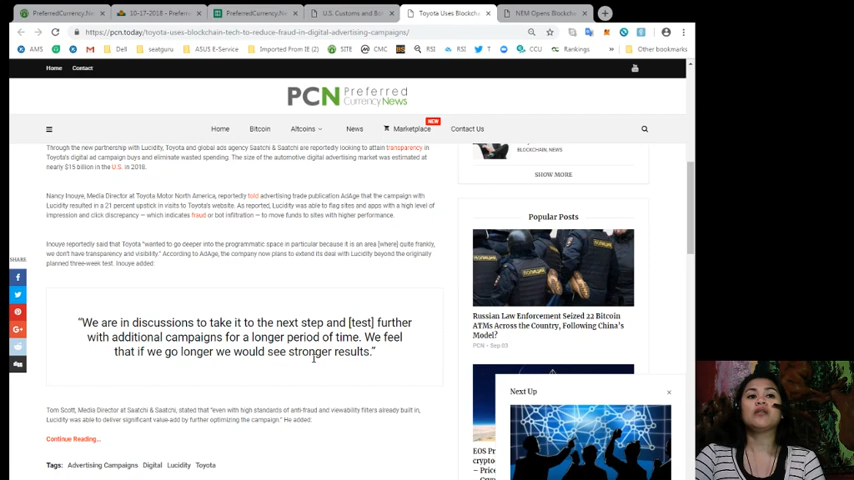 PreferredCurrency.N
10-17-2018 - Preferr
PreferredCurrency.N
U.S. Customs and Bo
Toyota Uses Blockch
NEM Opens Blockcha
https://pcn.today/toyota-uses-blockchain-tech-to-reduce-fraud-in-digital-advertising-campaigns/
AMS
Dell
seatguru
ASUS E-Service
Imported From IE (2)
SITE
CMC
BS
RSI
RSI
T
CCU
Rankings
»
Other bookmarks
Home Contact
PCN Preferred
Currency News
Home Bitcoin Altcoins News Marketplace NEW Contact Us
Through the new partnership with Lucidity, Toyota and global ads agency Saatchi & Saatchi are reportedly looking to attain transparency in
Toyota's digital ad campaign buys and eliminate wasted spending. The size of the automotive digital advertising market was estimated at
nearly $15 billion in the U.S. in 2018.
Nancy Inouye, Media Director at Toyota Motor North America, reportedly told advertising trade publication AdAge that the campaign with
Lucidity resulted in a 21 percent upstick in visits to Toyota's website. As reported, Lucidity was able to flag sites and apps with a high level of
impression and click discrepancy — which indicates fraud or bot infiltration — to move funds to sites with higher performance.
Inouye reportedly said that Toyota "wanted to go deeper into the programmatic space in particular because it is an area [where] quite frankly,
we don't have transparency and visibility." According to AdAge, the company now plans to extend its deal with Lucidity beyond the originally
planned three-week test. Inouye added:
“We are in discussions to take it to the next step and [test] further
with additional campaigns for a longer period of time. We feel
that if we go longer we would see stronger results.”
Tom Scott, Media Director at Saatchi & Saatchi, stated that "even with high standards of anti-fraud and viewability filters already built in,
Lucidity was able to deliver significant value-add by further optimizing the campaign." He added:
Continue Reading...
Tags: Advertising Campaigns Digital Lucidity Toyota
BLOCKCHAIN, NEWS
SHOW MORE
Popular Posts
ПОЛИЦИЯ
Russian Law Enforcement Seized 22 Bitcoin
ATMs Across the Country, Following China's
Model?
PCN - Sep.03
EOS Pr
crypto
– Price
Next Up